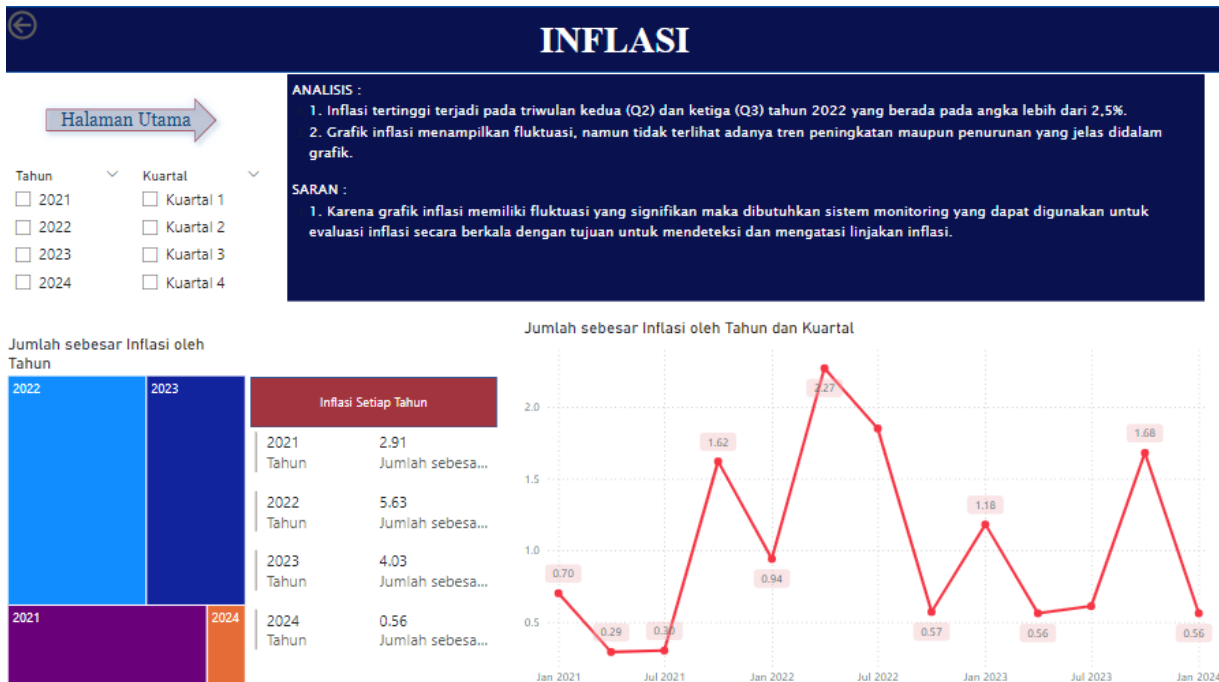 INFLASI
Halaman Utama
Tahun
2021
2022
2023
2024
Kuartal
Kuartal 1
Kuartal 2
Kuartal 3
Kuartal 4
ANALISIS :
1. Inflasi tertinggi terjadi pada triwulan kedua (Q2) dan ketiga (Q3) tahun 2022 yang berada pada angka lebih dari 2,5%.
2. Grafik inflasi menampilkan fluktuasi, namun tidak terlihat adanya tren peningkatan maupun penurunan yang jelas didalam
grafik.
SARAN :
1. Karena grafik inflasi memiliki fluktuasi yang signifikan maka dibutuhkan sistem monitoring yang dapat digunakan untuk
evaluasi inflasi secara berkala dengan tujuan untuk mendeteksi dan mengatasi linjakan inflasi.
Jumlah sebesar Inflasi oleh
Tahun
2022
2023
2021
2024
Inflasi Setiap Tahun
2021 2.91
Tahun Jumlah sebesa...
2022 5.63
Tahun Jumlah sebesa...
2023 4.03
Tahun Jumlah sebesa...
2024 0.56
Tahun Jumlah sebesa...
Jumlah sebesar Inflasi oleh Tahun dan Kuartal
2.0
1.5
1.0
0.5
0.70
0.29
0.30
1.62
0.94
2.27
0.57
1.18
0.56
1.68
0.56
Jan 2021
Jul 2021
Jan 2022
Jul 2022
Jan 2023
Jul 2023
Jan 2024